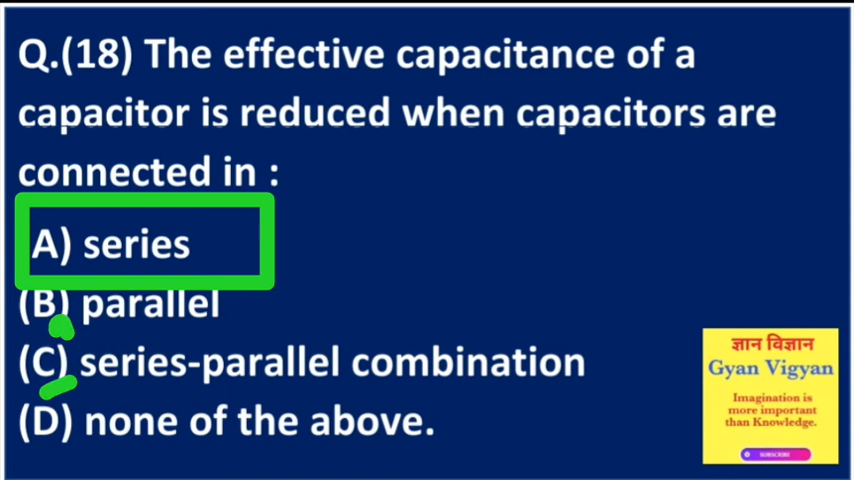 Q.(18) The effective capacitance of a
capacitor is reduced when capacitors are
connected in :
A) series
(B) parallel
(C) series-parallel combination
(D) none of the above.
ज्ञान विज्ञान
Gyan Vigyan
Imagination is
more important
than Knowledge.
SUBSCRIBE